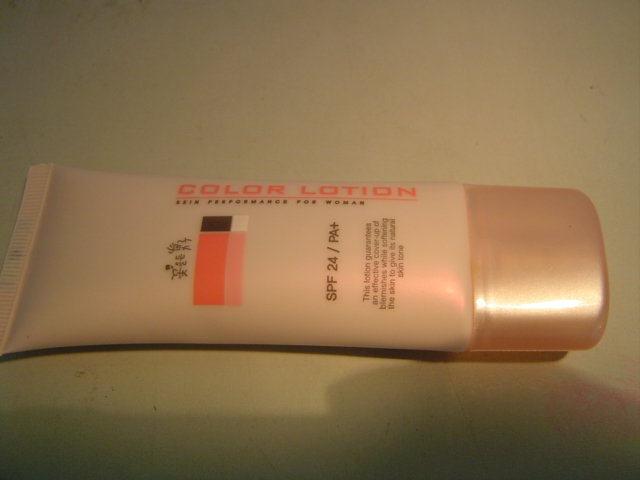 COLOR LOTION
SKIN PERFORMANCE FOR WOMAN
SPF 24 / PA+
This lotion guarantees
an effective cover-up of
blemishes while softening
the skin to give its natural
skin tone